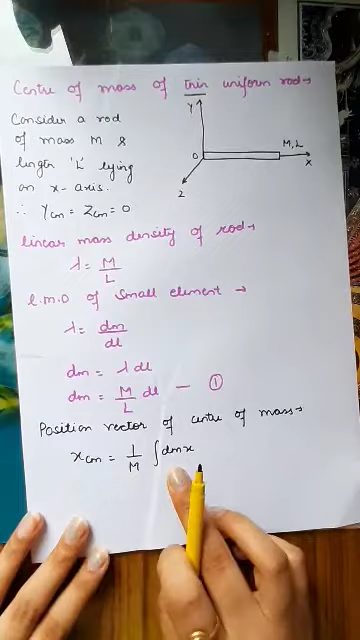 Centre of mass of thin uniform rod→
Consider a rod
of mass M &
length 'L' lying
on x-axis.
∴ Ycm = Zcm = 0
Y
O
M, L
X
Z
linear mass density of rod→
λ = M/L
L.M.D of small element →
λ = dm/dl
dm = λ dl
dm = M/L dl — ①
Position vector of centre of mass→
xcm = 1/M ∫dmx